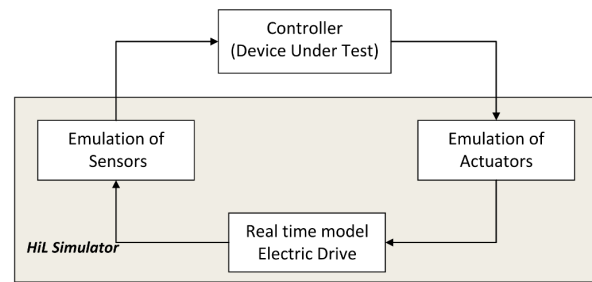 Controller
(Device Under Test)
Emulation of
Sensors
Emulation of
Actuators
Real time model
Electric Drive
HiL Simulator